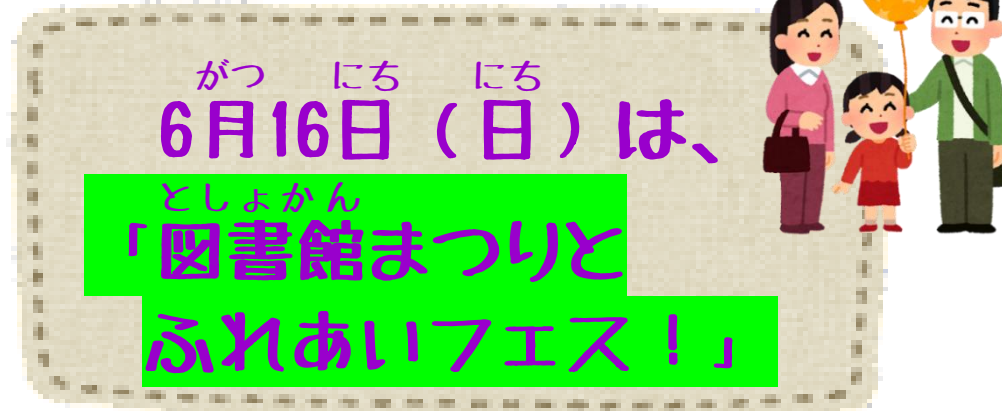 がつ にち にち
6月16日（日）は、
としょかん
「図書館まつりと
ふれあいフェス！」